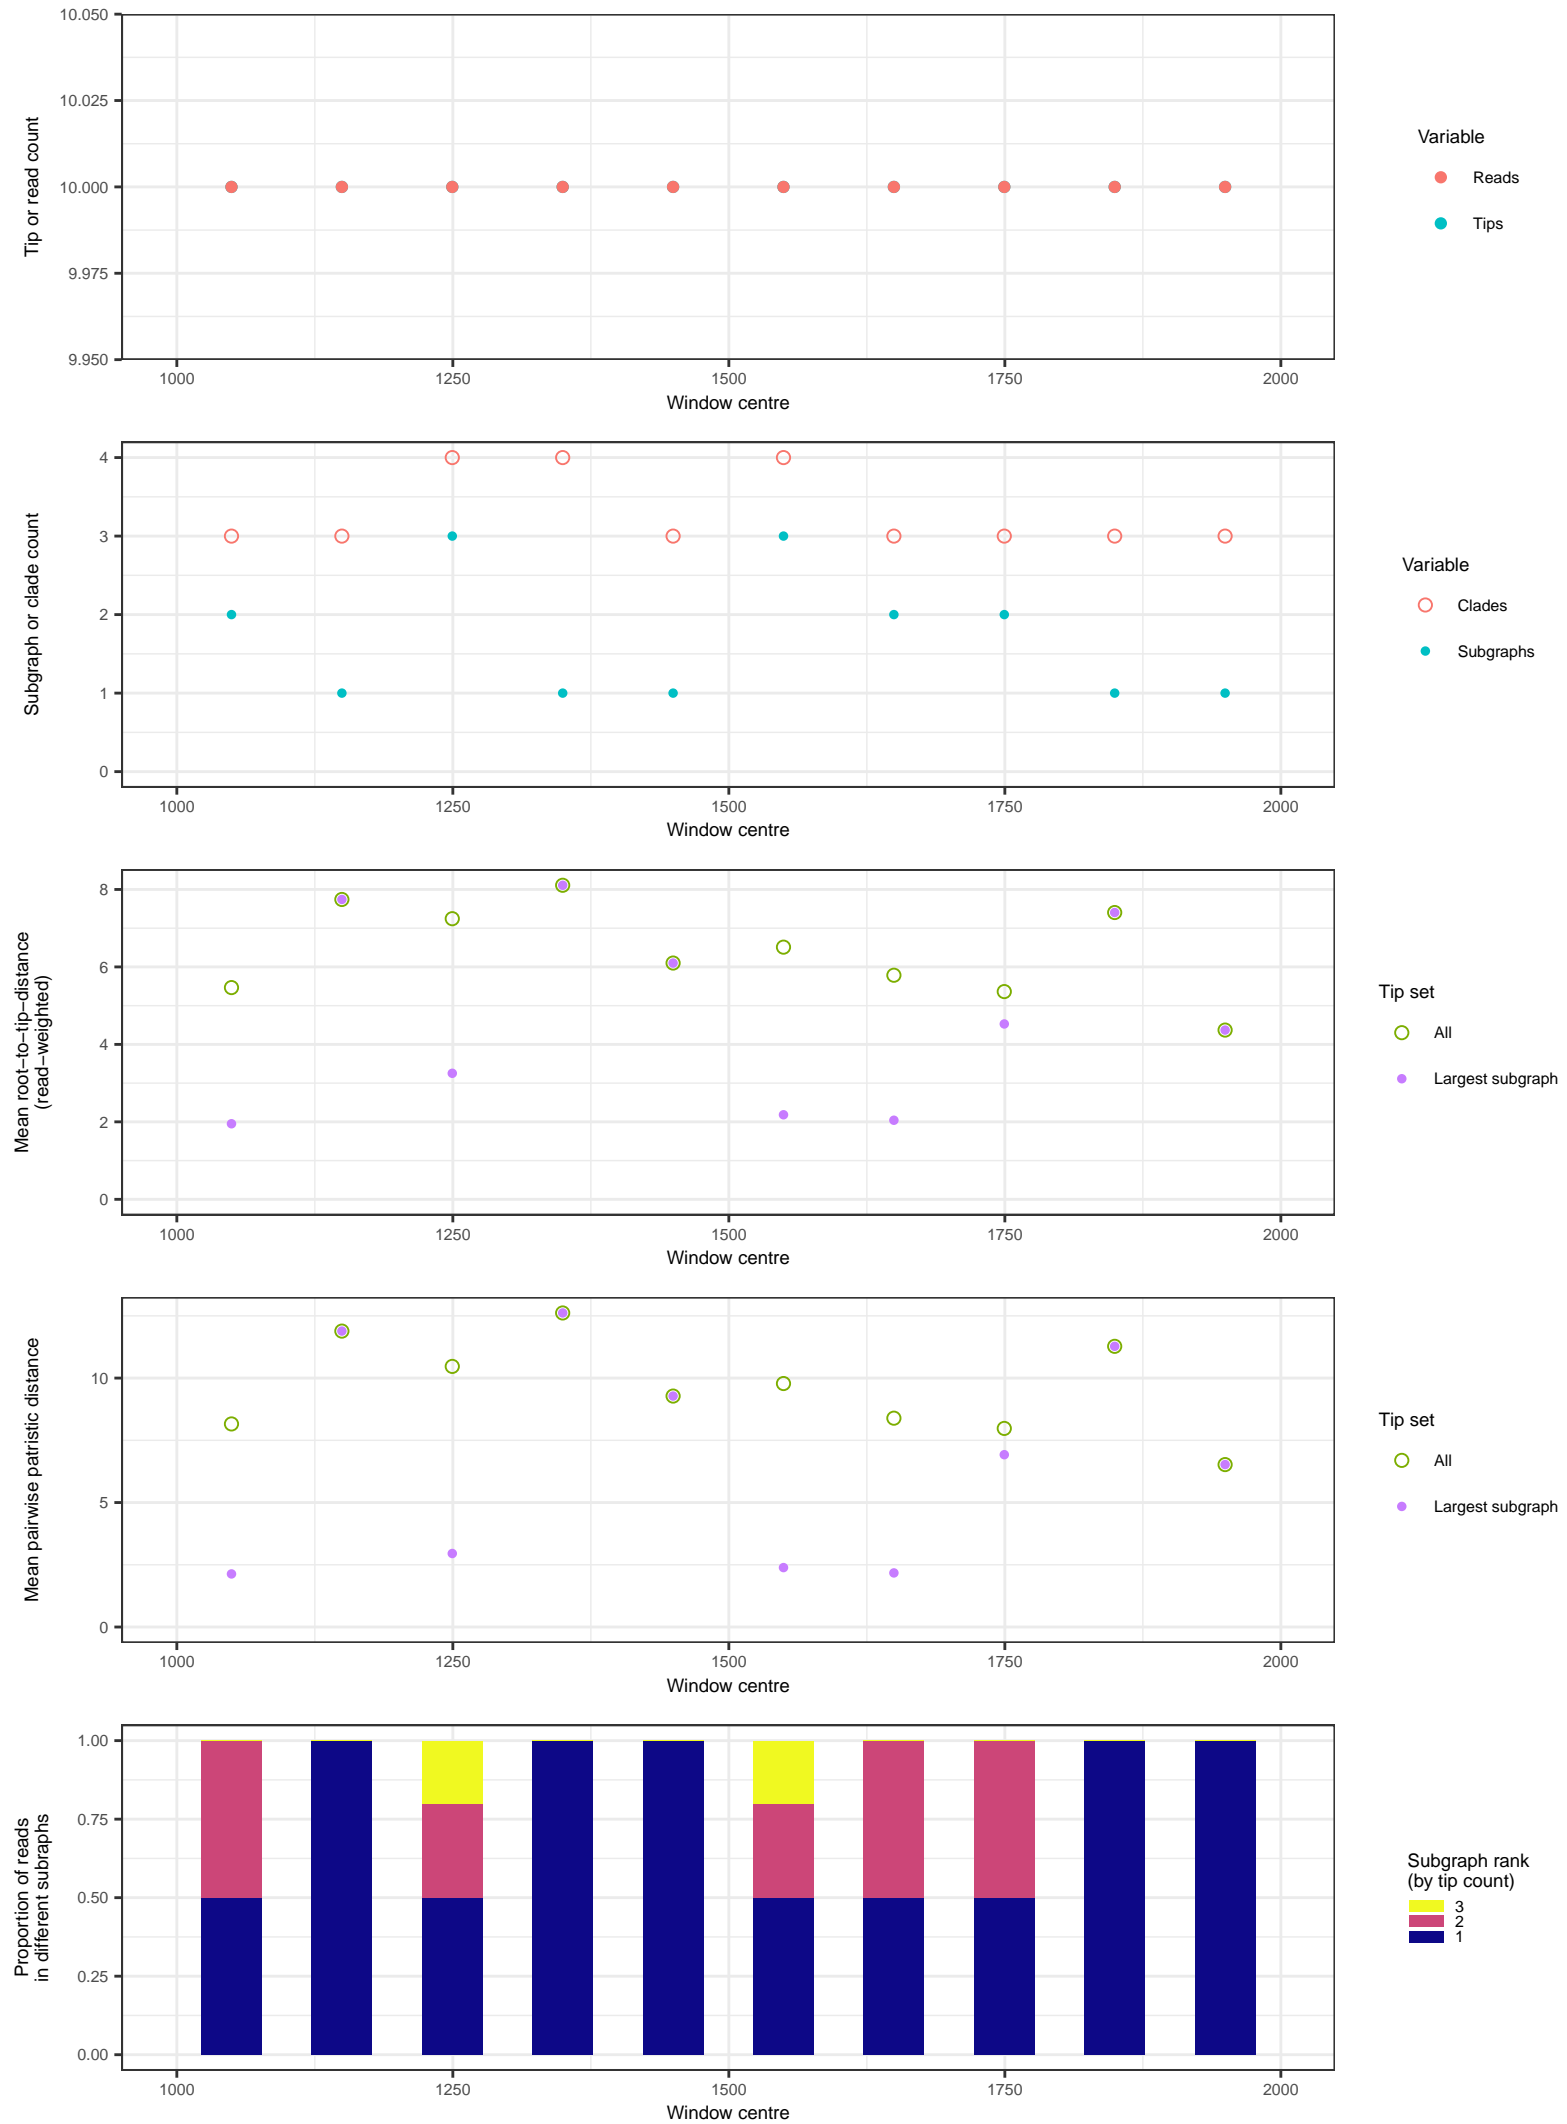 10.050
10.025
10.000
9.975
9.950
Tip or read count
1000 1250 1500 1750 2000
Window centre
Variable
Reads
Tips
4
3
2
1
0
Subgraph or clade count
1000 1250 1500 1750 2000
Window centre
Variable
Clades
Subgraphs
8
6
4
2
0
Mean root−to−tip−distance
(read−weighted)
1000 1250 1500 1750 2000
Window centre
Tip set
All
Largest subgraph
10
5
0
Mean pairwise patristic distance
1000 1250 1500 1750 2000
Window centre
Tip set
All
Largest subgraph
1.00
0.75
0.50
0.25
0.00
Proportion of reads
in different subraphs
1000 1250 1500 1750 2000
Window centre
Subgraph rank
(by tip count)
3
2
1